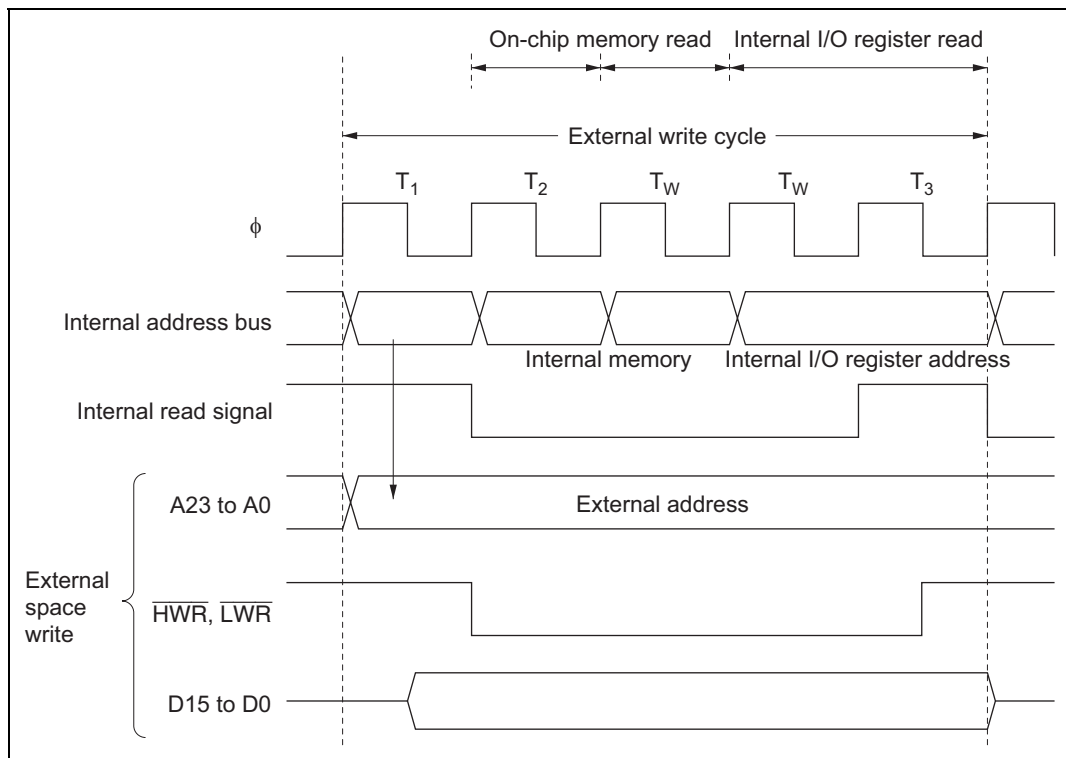 On-chip memory read Internal I/O register read
External write cycle
T1 T2 TW TW T3
ϕ
Internal address bus
Internal memory Internal I/O register address
Internal read signal
A23 to A0 External address
External
space
write
HWR, LWR
D15 to D0